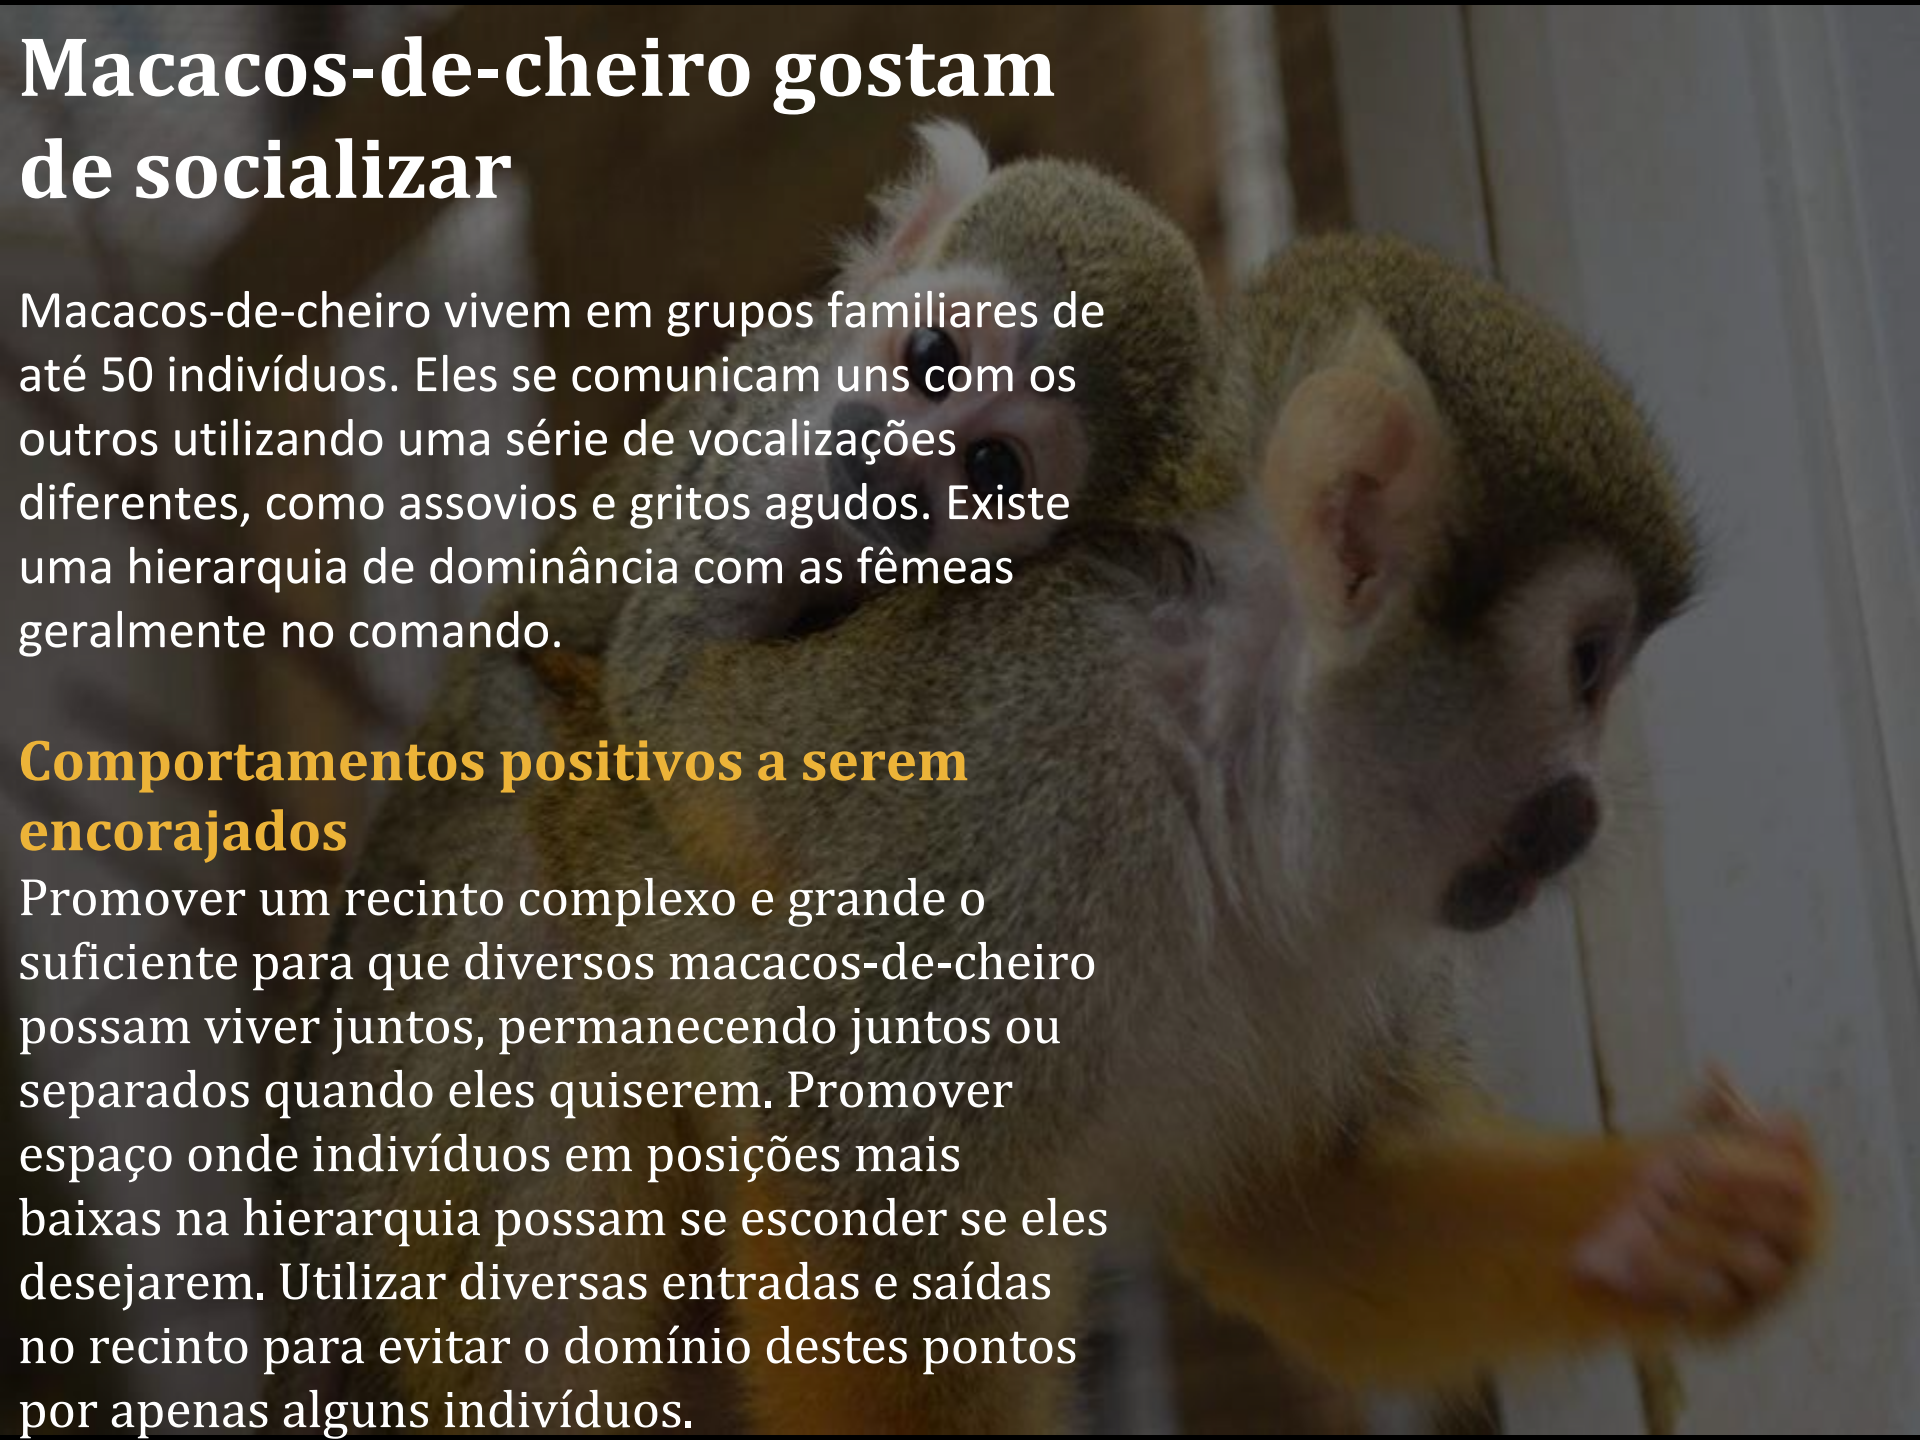 Macacos-de-cheiro gostam
de socializar
Macacos-de-cheiro vivem em grupos familiares de
até 50 indivíduos. Eles se comunicam uns com os
outros utilizando uma série de vocalizações
diferentes, como assovios e gritos agudos. Existe
uma hierarquia de dominância com as fêmeas
geralmente no comando.
Comportamentos positivos a serem
encorajados
Promover um recinto complexo e grande o
suficiente para que diversos macacos-de-cheiro
possam viver juntos, permanecendo juntos ou
separados quando eles quiserem. Promover
espaço onde indivíduos em posições mais
baixas na hierarquia possam se esconder se eles
desejarem. Utilizar diversas entradas e saídas
no recinto para evitar o domínio destes pontos
por apenas alguns indivíduos.